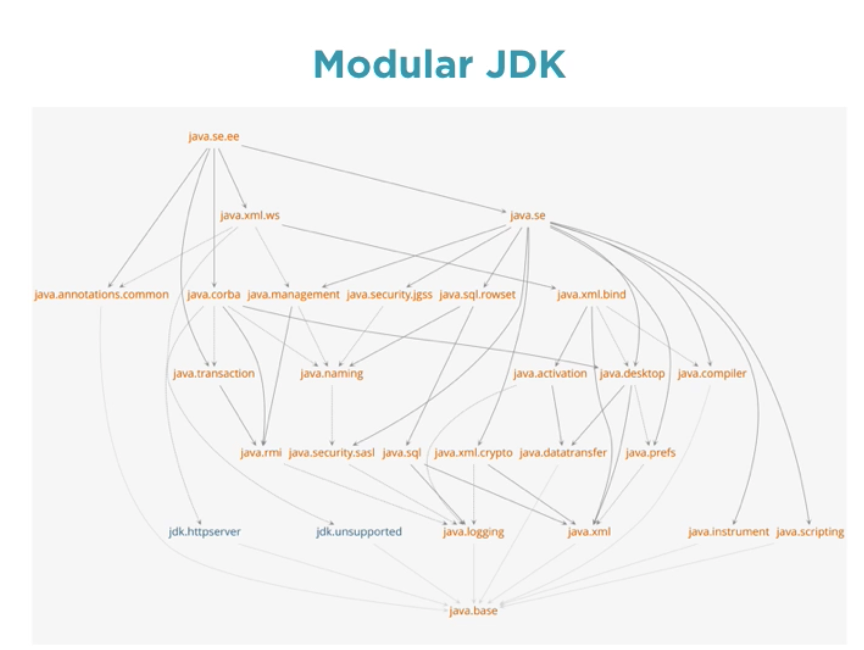 Modular JDK
java.se.ee
java.xml.ws java.se
java.annotations.common java.corba java.management java.security.jgss java.sql.rowset java.xml.bind
java.transaction java.naming java.activation java.desktop java.compiler
java.rmi java.security.sasl java.sql java.xml.crypto java.datatransfer java.prefs
jdk.httpserver jdk.unsupported java.logging java.xml java.instrument java.scripting
java.base